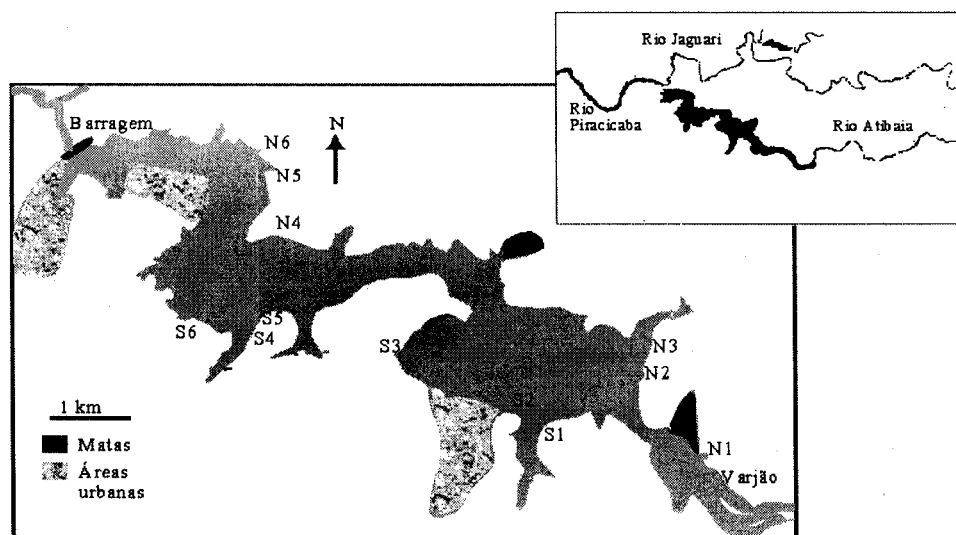 Rio Jaguari
Rio
Piracicaba
Rio Atibaia
Barragem
N
N6
N5
N4
S5
S6
S4
S3
N3
N2
S2
S1
N1
Varjão
1 km
Matas
Áreas
urbanas